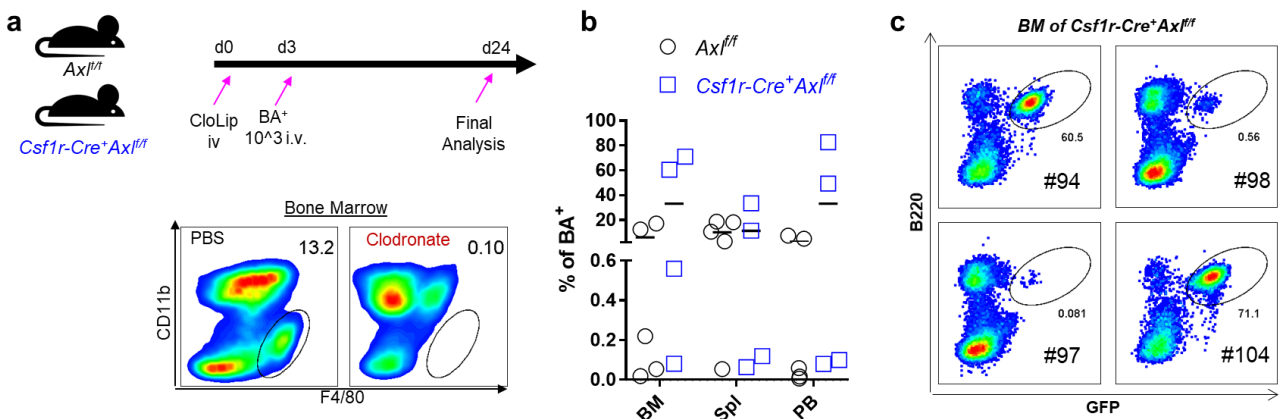 a
Axl^f/f
Csf1r-Cre⁺Axl^f/f
d0
d3
d24
CloLip
iv
BA⁺
10^3 i.v.
Final
Analysis
Bone Marrow
PBS
13.2
Clodronate
0.10
CD11b
F4/80
b
Axl^f/f
Csf1r-Cre⁺Axl^f/f
% of BA⁺
100
80
60
40
20
0.6
0.4
0.2
0.0
BM
Spl
PB
c
BM of Csf1r-Cre⁺Axl^f/f
60.5
#94
0.56
#98
0.081
#97
71.1
#104
B220
GFP